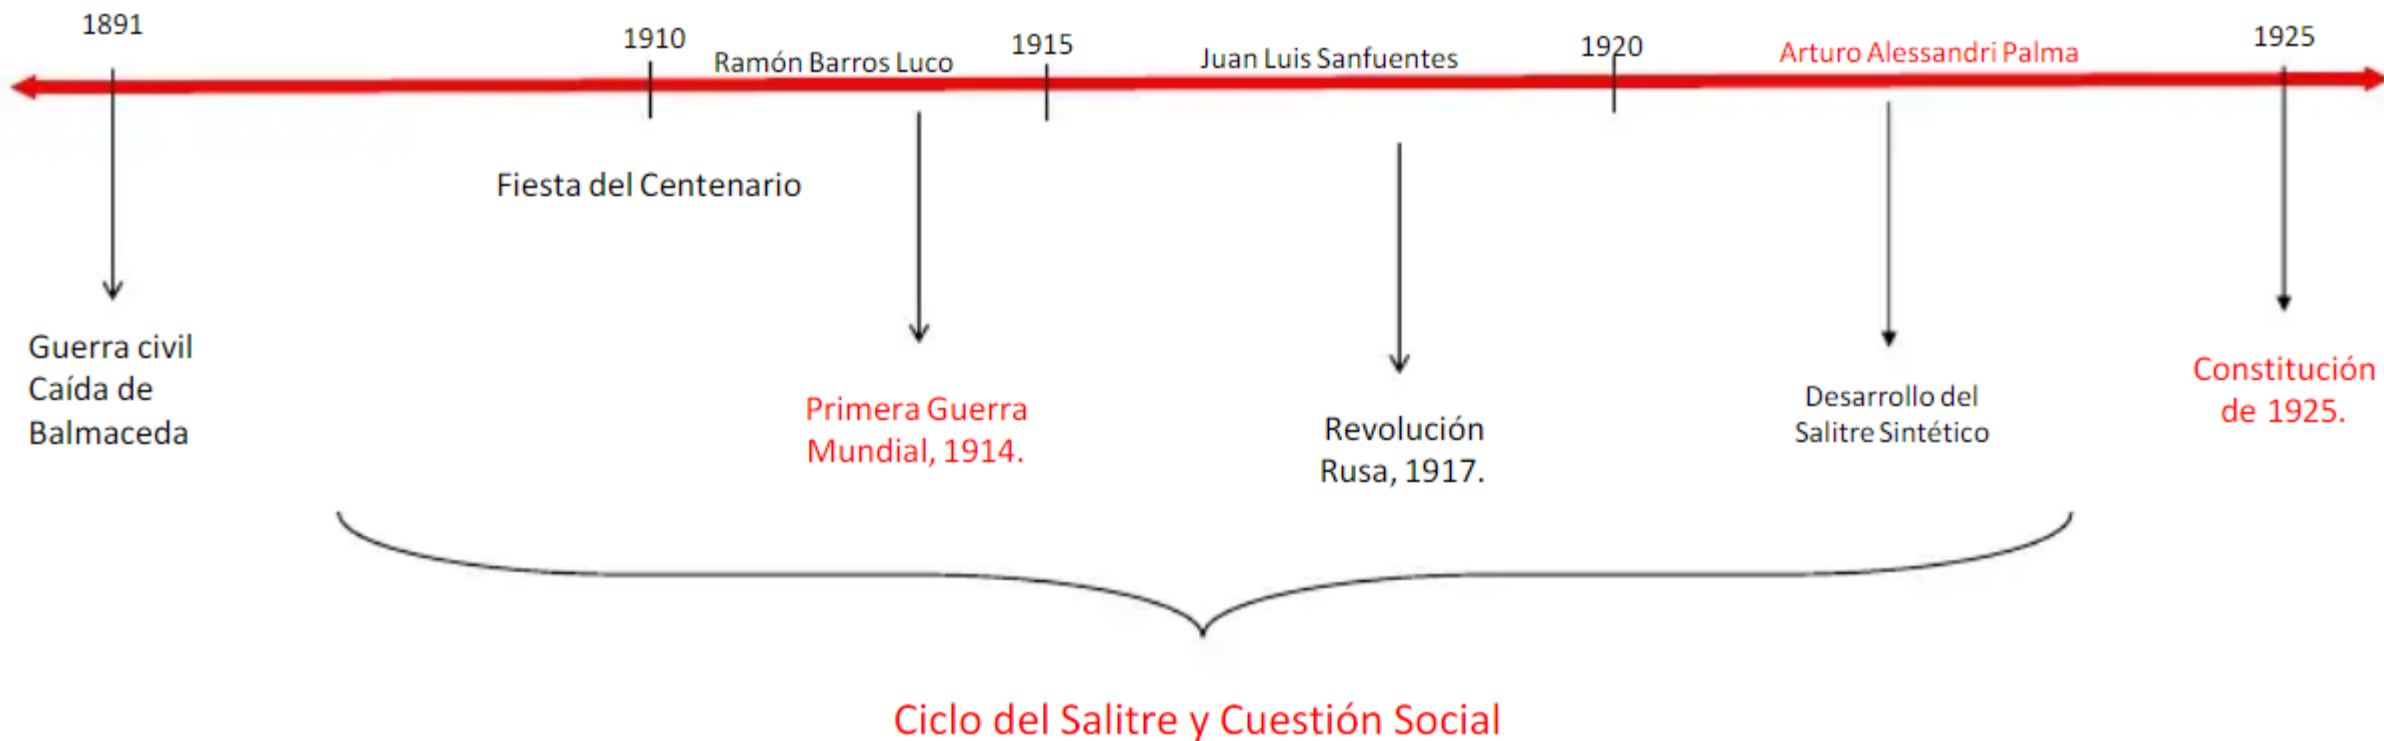 1891
1910
Ramón Barros Luco
1915
Juan Luis Sanfuentes
1920
Arturo Alessandri Palma
1925
Fiesta del Centenario
Guerra civil
Caída de
Balmaceda
Primera Guerra
Mundial, 1914.
Revolución
Rusa, 1917.
Desarrollo del
Salitre Sintético
Constitución
de 1925.
Ciclo del Salitre y Cuestión Social